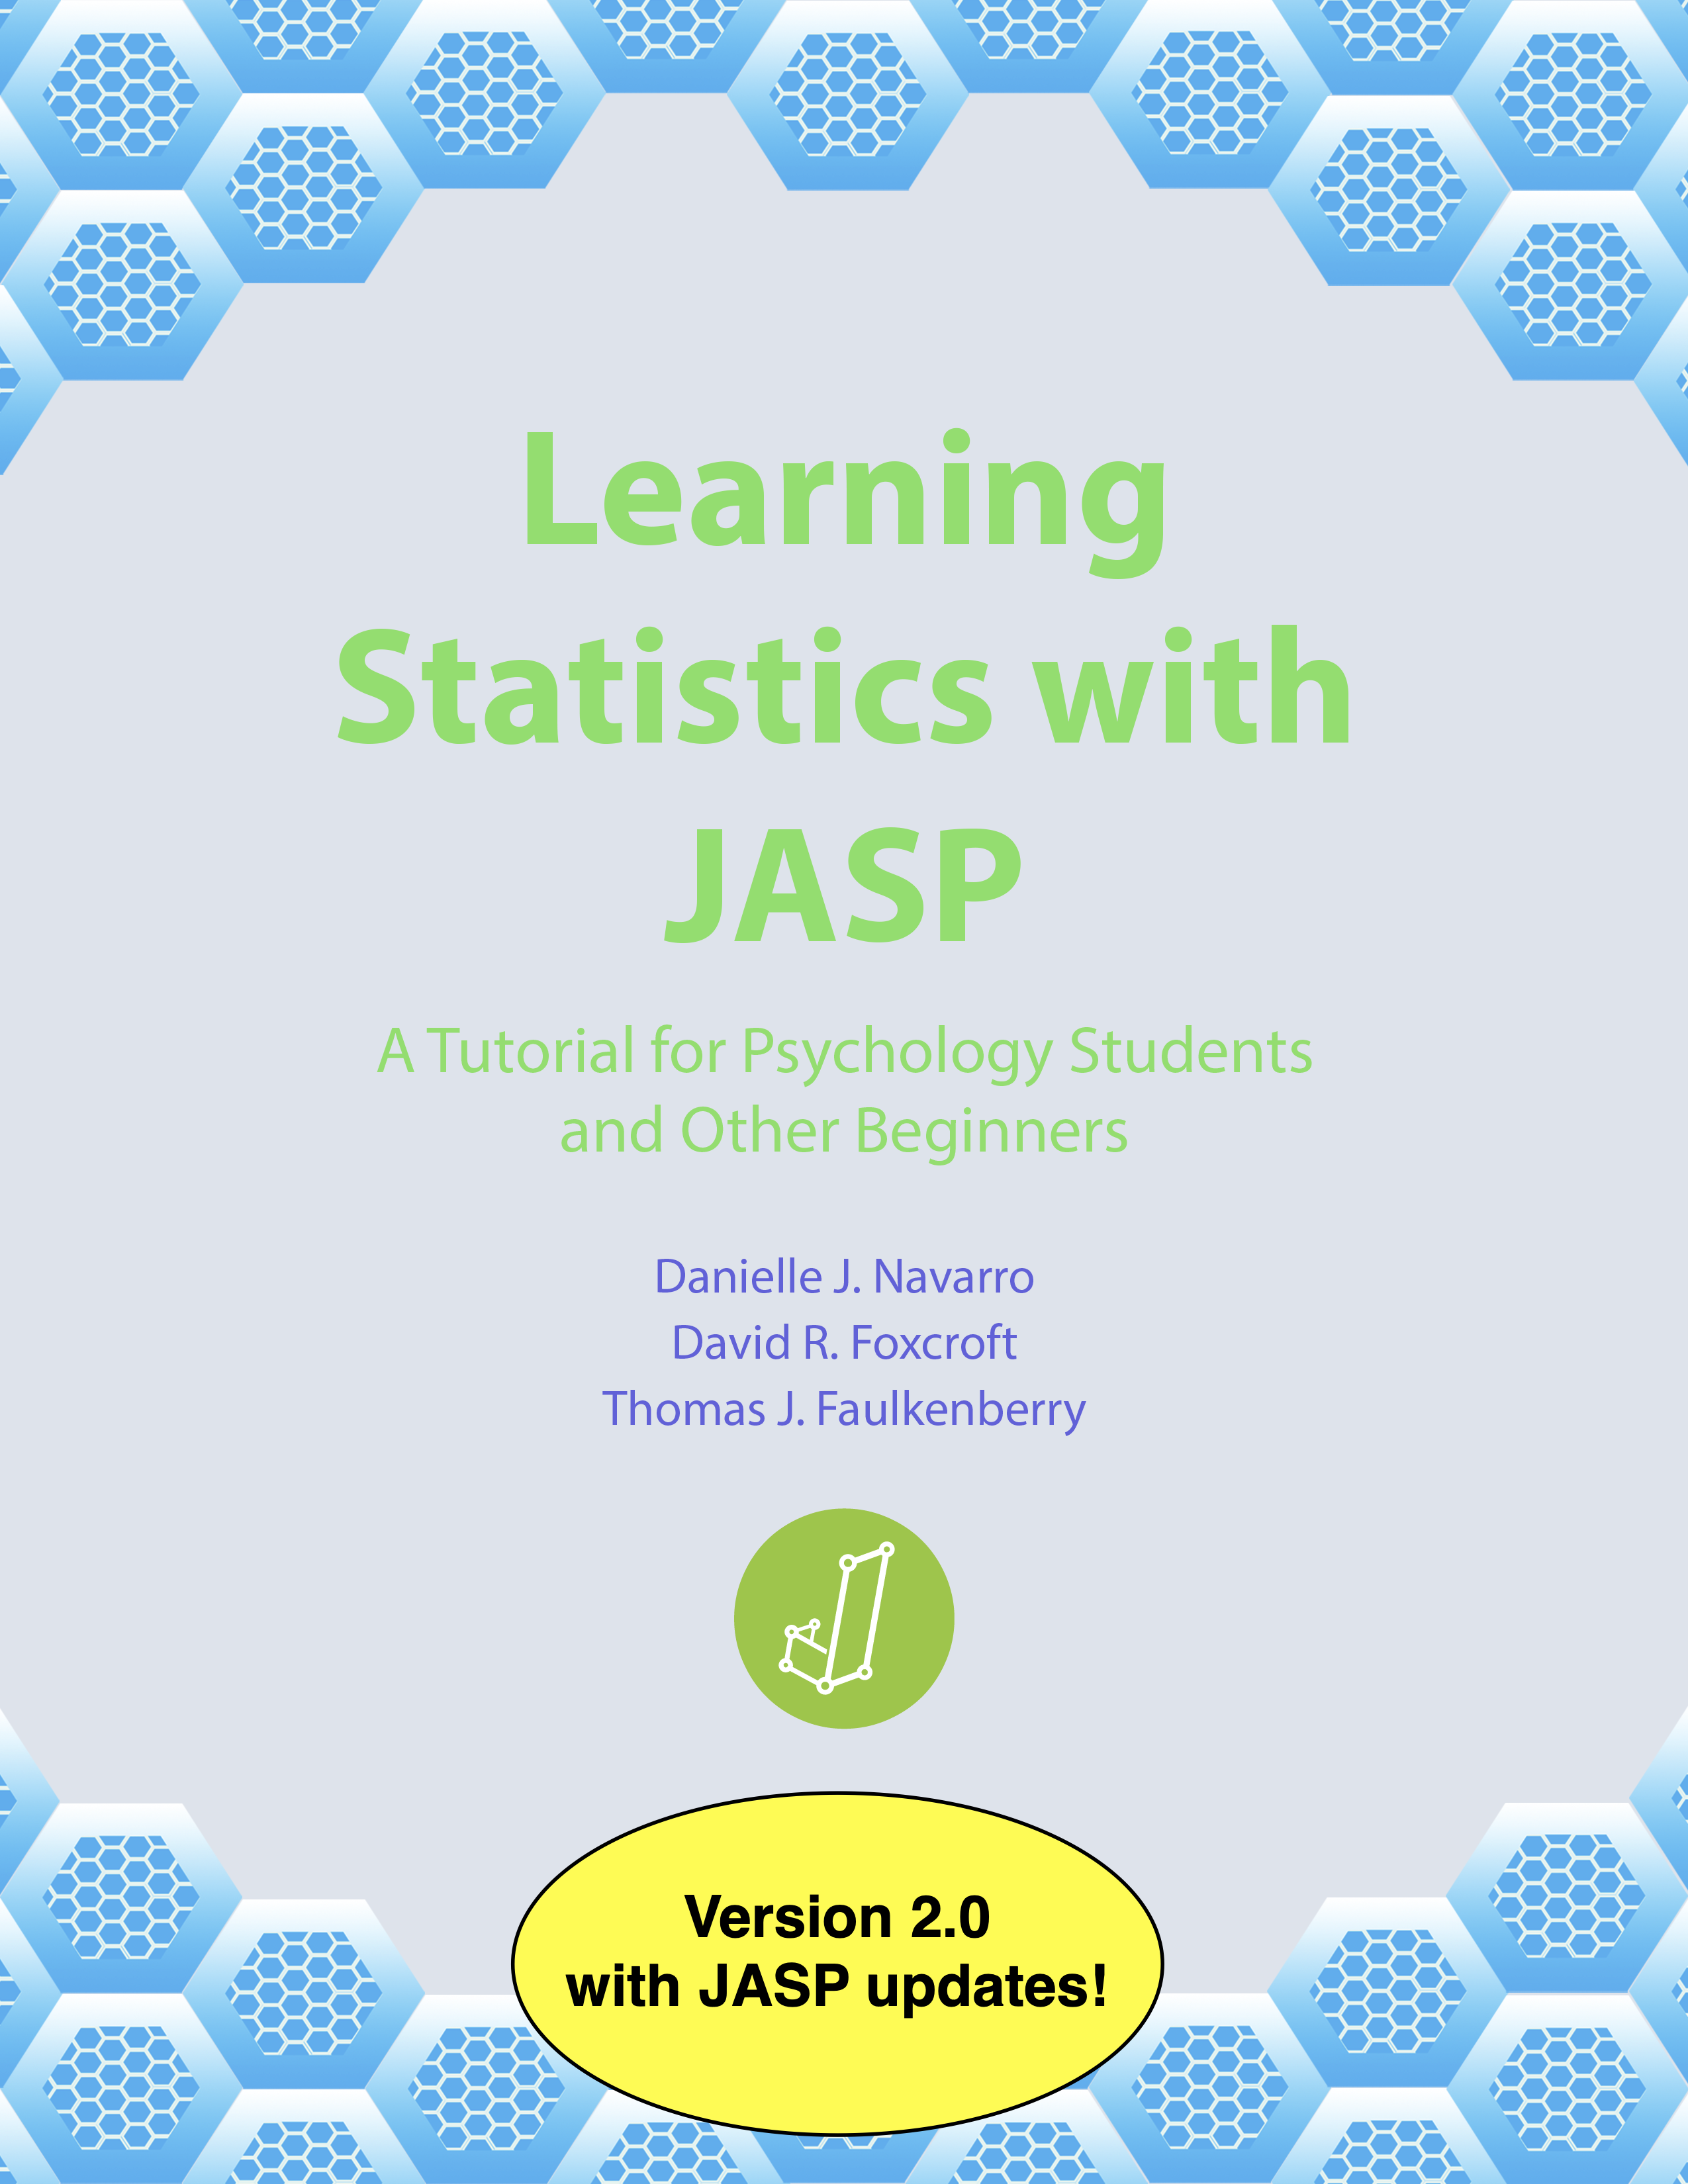 Learning
Statistics with
JASP
A Tutorial for Psychology Students
and Other Beginners
Danielle J. Navarro
David R. Foxcroft
Thomas J. Faulkenberry
Version 2.0
with JASP updates!